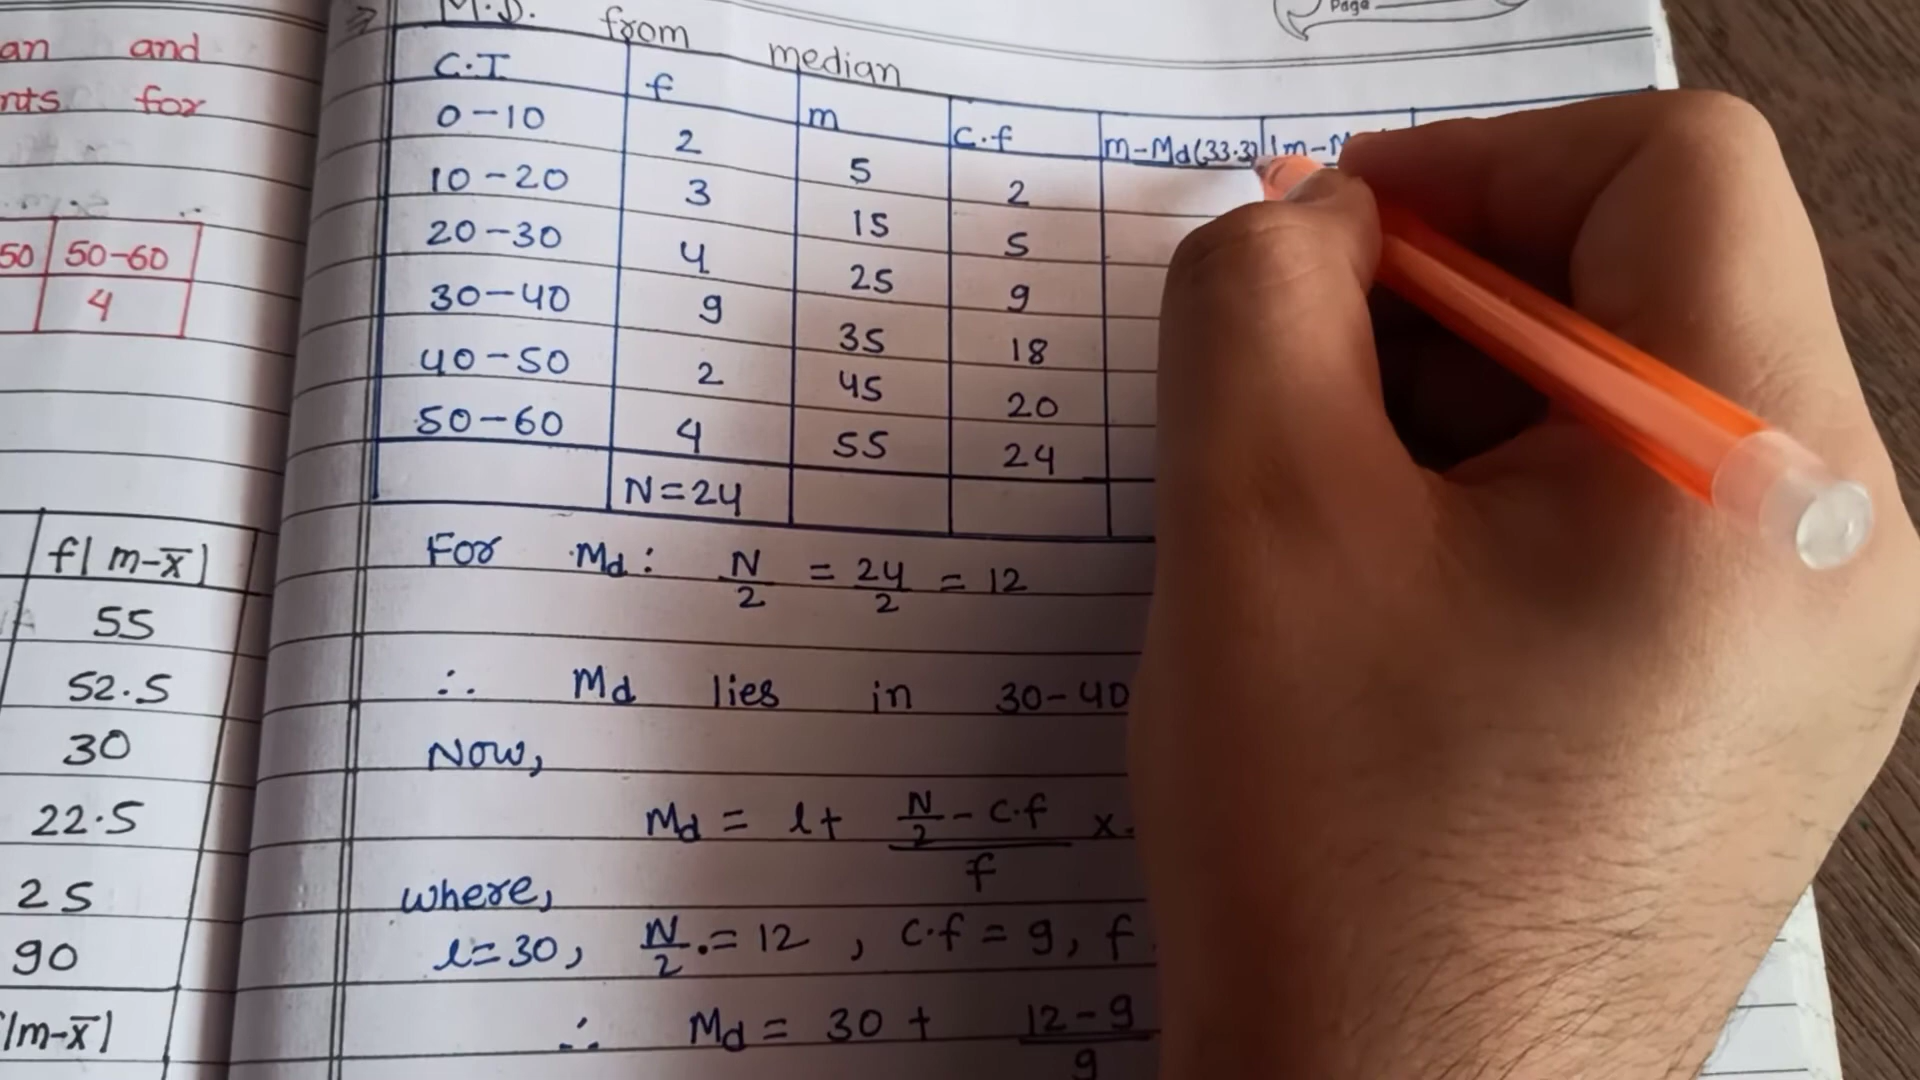 Page
an and
nts for
50 50-60
4
f|m-x̄|
55
52.5
30
22.5
25
90
|m-x̄|
⇒ M.D. from median
C.I f m c.f m-Md(33.3) |m-M
0-10 2 5 2
10-20 3 15 5
20-30 4 25 9
30-40 9 35 18
40-50 2 45 20
50-60 4 55 24
N=24
For Md: N/2 = 24/2 = 12
∴ Md lies in 30-40
Now,
Md = l+ N/2 - c.f / f ×
where,
l=30, N/2 = 12, c.f = 9, f
∴ Md = 30 + 12-9 / 9